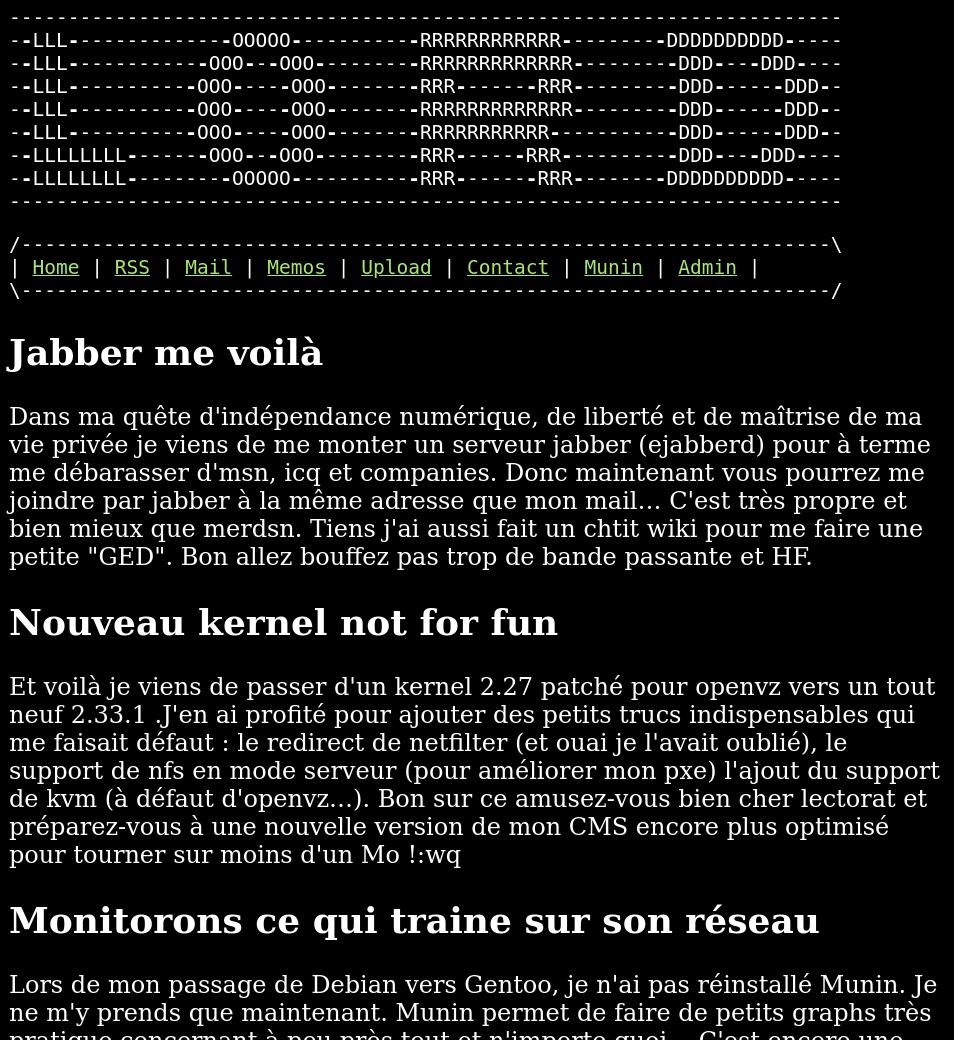 -----------------------------------------------------------------------
--LLL-------------OOOOO-----------RRRRRRRRRRRR---------DDDDDDDDDD-----
--LLL-----------OOO---OOO---------RRRRRRRRRRRRR---------DDD----DDD----
--LLL----------OOO-----OOO--------RRR-------RRR---------DDD------DDD--
--LLL----------OOO-----OOO--------RRRRRRRRRRRRR---------DDD------DDD--
--LLL----------OOO-----OOO--------RRRRRRRRRRR-----------DDD------DDD--
--LLLLLLLL------OOO---OOO---------RRR------RRR----------DDD----DDD----
--LLLLLLLL--------OOOOO-----------RRR-------RRR--------DDDDDDDDDD-----
-----------------------------------------------------------------------
/---------------------------------------------------------------------\
| Home | RSS | Mail | Memos | Upload | Contact | Munin | Admin |
\---------------------------------------------------------------------/
Jabber me voilà
Dans ma quête d'indépendance numérique, de liberté et de maîtrise de ma
vie privée je viens de me monter un serveur jabber (ejabberd) pour à terme
me débarasser d'msn, icq et companies. Donc maintenant vous pourrez me
joindre par jabber à la même adresse que mon mail... C'est très propre et
bien mieux que merdsn. Tiens j'ai aussi fait un chtit wiki pour me faire une
petite "GED". Bon allez bouffez pas trop de bande passante et HF.
Nouveau kernel not for fun
Et voilà je viens de passer d'un kernel 2.27 patché pour openvz vers un tout
neuf 2.33.1 .J'en ai profité pour ajouter des petits trucs indispensables qui
me faisait défaut : le redirect de netfilter (et ouai je l'avait oublié), le
support de nfs en mode serveur (pour améliorer mon pxe) l'ajout du support
de kvm (à défaut d'openvz...). Bon sur ce amusez-vous bien cher lectorat et
préparez-vous à une nouvelle version de mon CMS encore plus optimisé
pour tourner sur moins d'un Mo !:wq
Monitorons ce qui traine sur son réseau
Lors de mon passage de Debian vers Gentoo, je n'ai pas réinstallé Munin. Je
ne m'y prends que maintenant. Munin permet de faire de petits graphs très
pratique concernant à peu près tout et n'importe quoi... C'est encore une